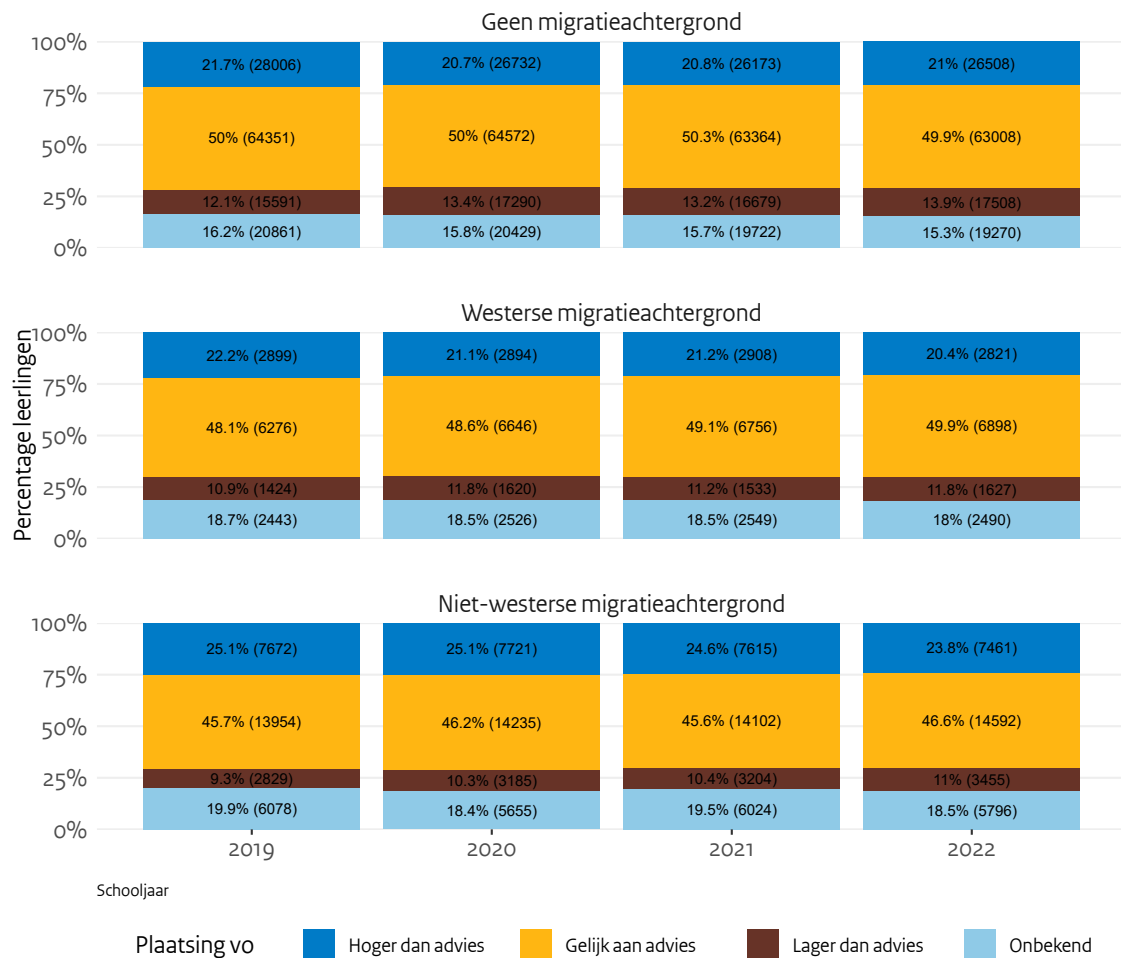 Geen migratieachtergrond
100%
75%
50%
25%
0%
21.7% (28006) 20.7% (26732) 20.8% (26173) 21% (26508)
50% (64351) 50% (64572) 50.3% (63364) 49.9% (63008)
12.1% (15591) 13.4% (17290) 13.2% (16679) 13.9% (17508)
16.2% (20861) 15.8% (20429) 15.7% (19722) 15.3% (19270)
Percentage leerlingen
Westerse migratieachtergrond
100%
75%
50%
25%
0%
22.2% (2899) 21.1% (2894) 21.2% (2908) 20.4% (2821)
48.1% (6276) 48.6% (6646) 49.1% (6756) 49.9% (6898)
10.9% (1424) 11.8% (1620) 11.2% (1533) 11.8% (1627)
18.7% (2443) 18.5% (2526) 18.5% (2549) 18% (2490)
Niet-westerse migratieachtergrond
100%
75%
50%
25%
0%
25.1% (7672) 25.1% (7721) 24.6% (7615) 23.8% (7461)
45.7% (13954) 46.2% (14235) 45.6% (14102) 46.6% (14592)
9.3% (2829) 10.3% (3185) 10.4% (3204) 11% (3455)
19.9% (6078) 18.4% (5655) 19.5% (6024) 18.5% (5796)
2019 2020 2021 2022
Schooljaar
Plaatsing vo Hoger dan advies Gelijk aan advies Lager dan advies Onbekend